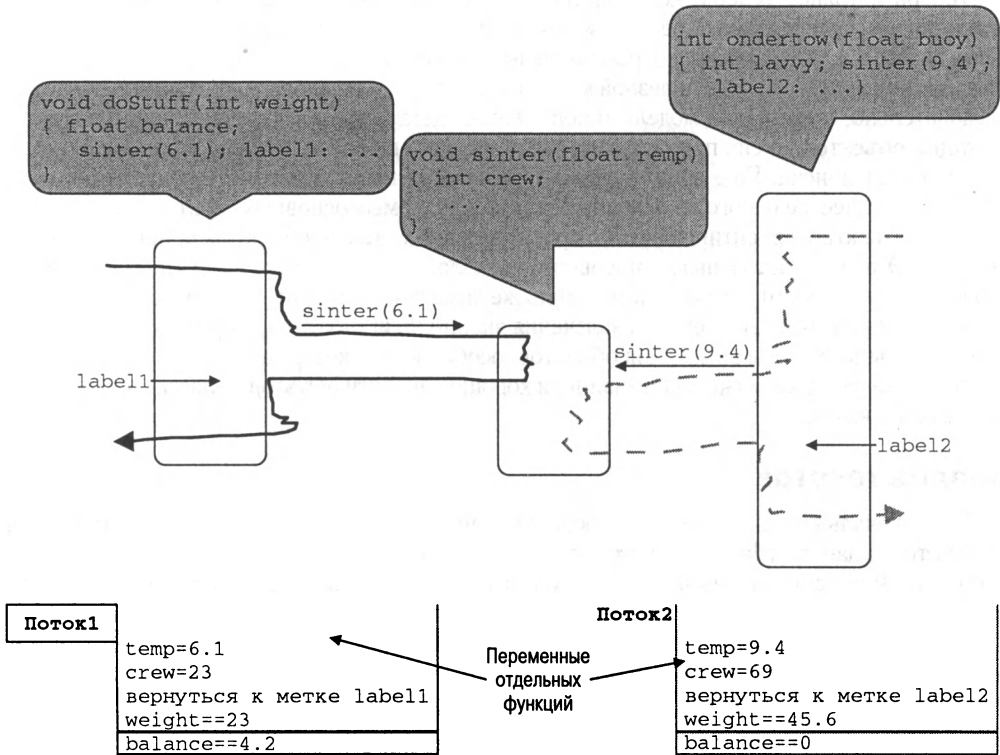 int ondertow(float buoy)
{ int lavvy; sinter(9.4);
label2: ...}
void doStuff(int weight)
{ float balance;
sinter(6.1); label1: ...
}
void sinter(float remp)
{ int crew;
}
sinter(6.1)
sinter(9.4)
label1
label2
Поток1
temp=6.1
crew=23
вернуться к метке label1
weight==23
balance==4.2
Переменные
отдельных
функций
Поток2
temp=9.4
crew=69
вернуться к метке label2
weight==45.6
balance==0